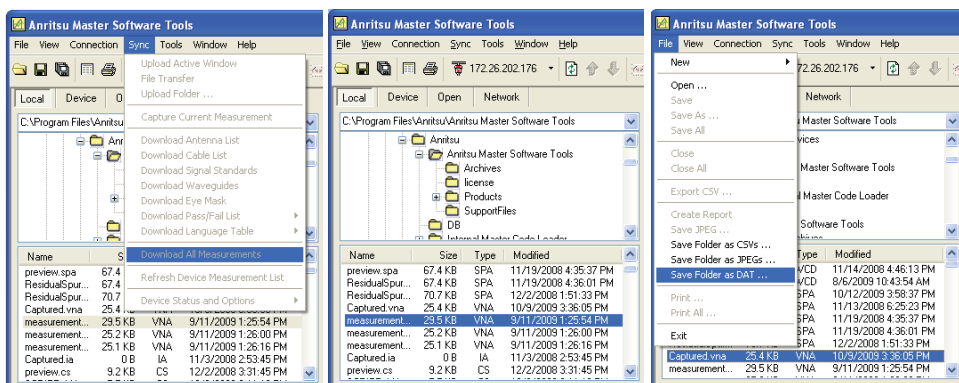 Anritsu Master Software Tools
File View Connection Sync Tools Window Help
Upload Active Window
File Transfer
Upload Folder ...
Capture Current Measurement
Download Antenna List
Download Cable List
Download Signal Standards
Download Waveguides
Download Eye Mask
Download Pass/Fail List
Download Language Table
Download All Measurements
Refresh Device Measurement List
Device Status and Options
Local Device O
C:\Program Files\Anritsu
Anr
Name S
preview.spa 67.4
ResidualSpur... 67.4
ResidualSpur... 70.7
Captured.vna 25.4
measurement... 29.5 KB VNA 9/11/2009 1:25:54 PM
measurement... 25.2 KB VNA 9/11/2009 1:26:00 PM
measurement... 25.1 KB VNA 9/11/2009 1:26:16 PM
Captured.ia 0 B IA 11/3/2008 2:53:45 PM
preview.cs 9.2 KB CS 12/2/2008 3:31:45 PM
Anritsu Master Software Tools
File View Connection Sync Tools Window Help
172.26.202.176
Local Device Open Network
C:\Program Files\Anritsu\Anritsu Master Software Tools
Anritsu
Anritsu Master Software Tools
Archives
license
Products
SupportFiles
DB
Internal Master Code Loader
Name Size Type Modified
preview.spa 67.4 KB SPA 11/19/2008 4:35:37 PM
ResidualSpur... 67.4 KB SPA 11/19/2008 4:36:01 PM
ResidualSpur... 70.7 KB SPA 12/2/2008 1:51:33 PM
Captured.vna 25.4 KB VNA 10/9/2009 3:36:05 PM
measurement... 29.5 KB VNA 9/11/2009 1:25:54 PM
measurement... 25.2 KB VNA 9/11/2009 1:26:00 PM
measurement... 25.1 KB VNA 9/11/2009 1:26:16 PM
Captured.ia 0 B IA 11/3/2008 2:53:45 PM
preview.cs 9.2 KB CS 12/2/2008 3:31:45 PM
Anritsu Master Software Tools
File View Connection Sync Tools Window Help
New
Open ...
Save
Save As ...
Save All
Close
Close All
Export CSV ...
Create Report
Save JPEG ...
Save Folder as CSVs ...
Save Folder as JPEGs ...
Save Folder as DAT ...
Print ...
Print All ...
Exit
72.26.202.176
Network
u Master Software Tools
vices
Master Software Tools
l Master Code Loader
Software Tools
Type Modified
VCD 11/14/2008 4:46:13 PM
VCD 8/6/2009 10:43:54 AM
SPA 10/12/2009 3:58:37 PM
SPA 11/13/2008 6:25:23 PM
SPA 11/19/2008 4:35:37 PM
SPA 11/19/2008 4:36:01 PM
SPA 12/2/2008 1:51:33 PM
Captured.vna 25.4 KB VNA 10/9/2009 3:36:05 PM
measurement... 29.5 KB VNA 9/11/2009 1:25:54 PM